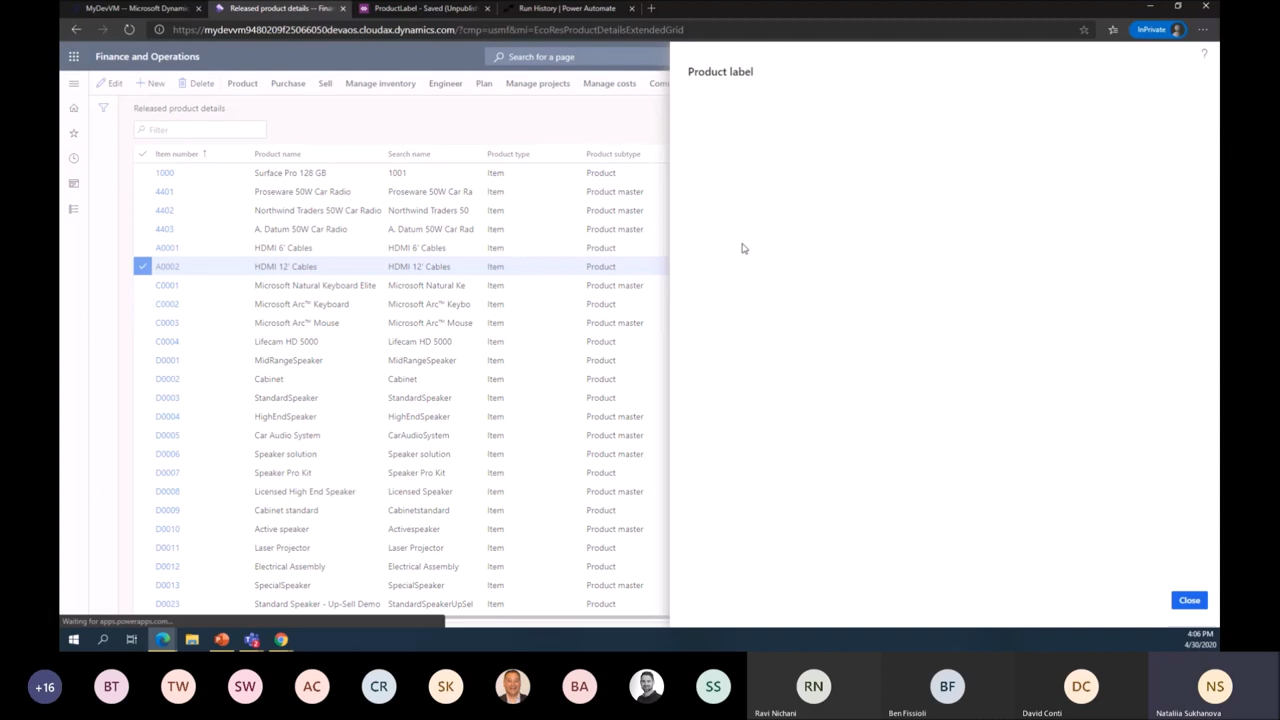 MyDevVM — Microsoft Dynami
Released product details -- Fina
ProductLabel - Saved (Unpublis
Run History | Power Automate
https://mydevvm9480209f25066050devaos.cloudax.dynamics.com/?cmp=usmf&mi=EcoResProductDetailsExtendedGrid
InPrivate
Finance and Operations
Search for a page
Edit New Delete Product Purchase Sell Manage inventory Engineer Plan Manage projects Manage costs Com
Product label
Released product details
Filter
Item number Product name Search name Product type Product subtype
1000 Surface Pro 128 GB 1001 Item Product
4401 Proseware 50W Car Radio Proseware 50W Car Ra Item Product master
4402 Northwind Traders 50W Car Radio Northwind Traders 50 Item Product master
4403 A. Datum 50W Car Radio A. Datum 50W Car Rad Item Product master
A0001 HDMI 6' Cables HDMI 6' Cables Item Product
A0002 HDMI 12' Cables HDMI 12' Cables Item Product
C0001 Microsoft Natural Keyboard Elite Microsoft Natural Ke Item Product master
C0002 Microsoft Arc™ Keyboard Microsoft Arc™ Keybo Item Product master
C0003 Microsoft Arc™ Mouse Microsoft Arc™ Mouse Item Product master
C0004 Lifecam HD 5000 Lifecam HD 5000 Item Product
D0001 MidRangeSpeaker MidRangeSpeaker Item Product
D0002 Cabinet Cabinet Item Product
D0003 StandardSpeaker StandardSpeaker Item Product
D0004 HighEndSpeaker HighEndSpeaker Item Product master
D0005 Car Audio System CarAudioSystem Item Product master
D0006 Speaker solution Speaker solution Item Product master
D0007 Speaker Pro Kit Speaker Pro Kit Item Product
D0008 Licensed High End Speaker Licensed Speaker Item Product master
D0009 Cabinet standard Cabinetstandard Item Product
D0010 Active speaker Activespeaker Item Product master
D0011 Laser Projector Laser Projector Item Product
D0012 Electrical Assembly Electrical Assembly Item Product
D0013 SpecialSpeaker SpecialSpeaker Item Product master
D0023 Standard Speaker - Up-Sell Demo StandardSpeakerUpSel Item Product
Close
Waiting for apps.powerapps.com...
4:06 PM
4/30/2020
+16 BT TW SW AC CR SK BA SS RN BF DC NS
Ravi Nichani Ben Fissioli David Conti Nataliia Sukhanova